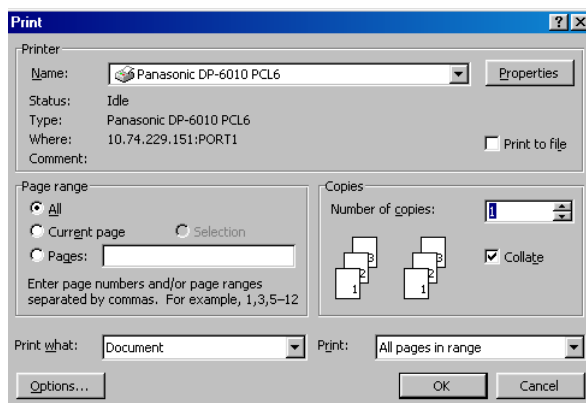 Print
Printer
Name: Panasonic DP-6010 PCL6 Properties
Status: Idle
Type: Panasonic DP-6010 PCL6
Where: 10.74.229.151:PORT1
Comment: Print to file
Page range
All
Current page Selection
Pages:
Enter page numbers and/or page ranges
separated by commas. For example, 1,3,5–12
Copies
Number of copies: 1
1 2 3 1 2 3 Collate
Print what: Document Print: All pages in range
Options... OK Cancel